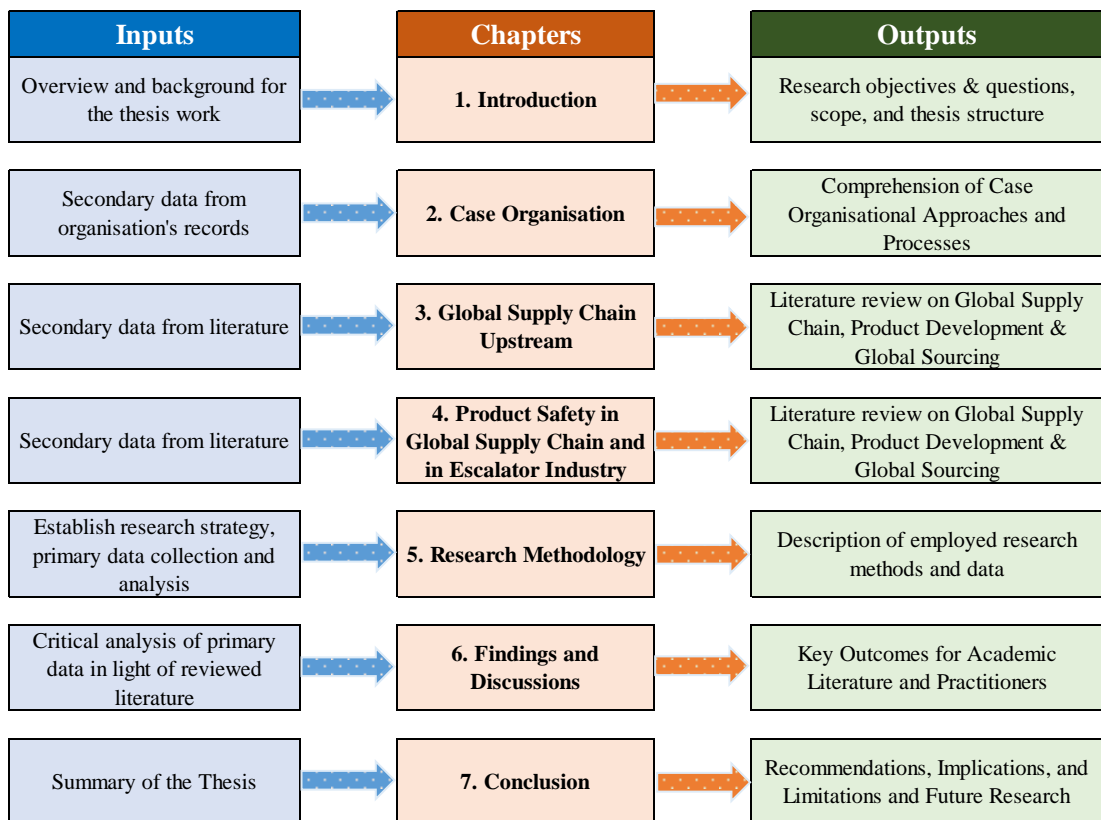 Inputs
Chapters
Outputs
Overview and background for
the thesis work
1. Introduction
Research objectives & questions,
scope, and thesis structure
Secondary data from
organisation's records
2. Case Organisation
Comprehension of Case
Organisational Approaches and
Processes
Secondary data from literature
3. Global Supply Chain
Upstream
Literature review on Global Supply
Chain, Product Development &
Global Sourcing
Secondary data from literature
4. Product Safety in
Global Supply Chain and
in Escalator Industry
Literature review on Global Supply
Chain, Product Development &
Global Sourcing
Establish research strategy,
primary data collection and
analysis
5. Research Methodology
Description of employed research
methods and data
Critical analysis of primary
data in light of reviewed
literature
6. Findings and
Discussions
Key Outcomes for Academic
Literature and Practitioners
Summary of the Thesis
7. Conclusion
Recommendations, Implications, and
Limitations and Future Research